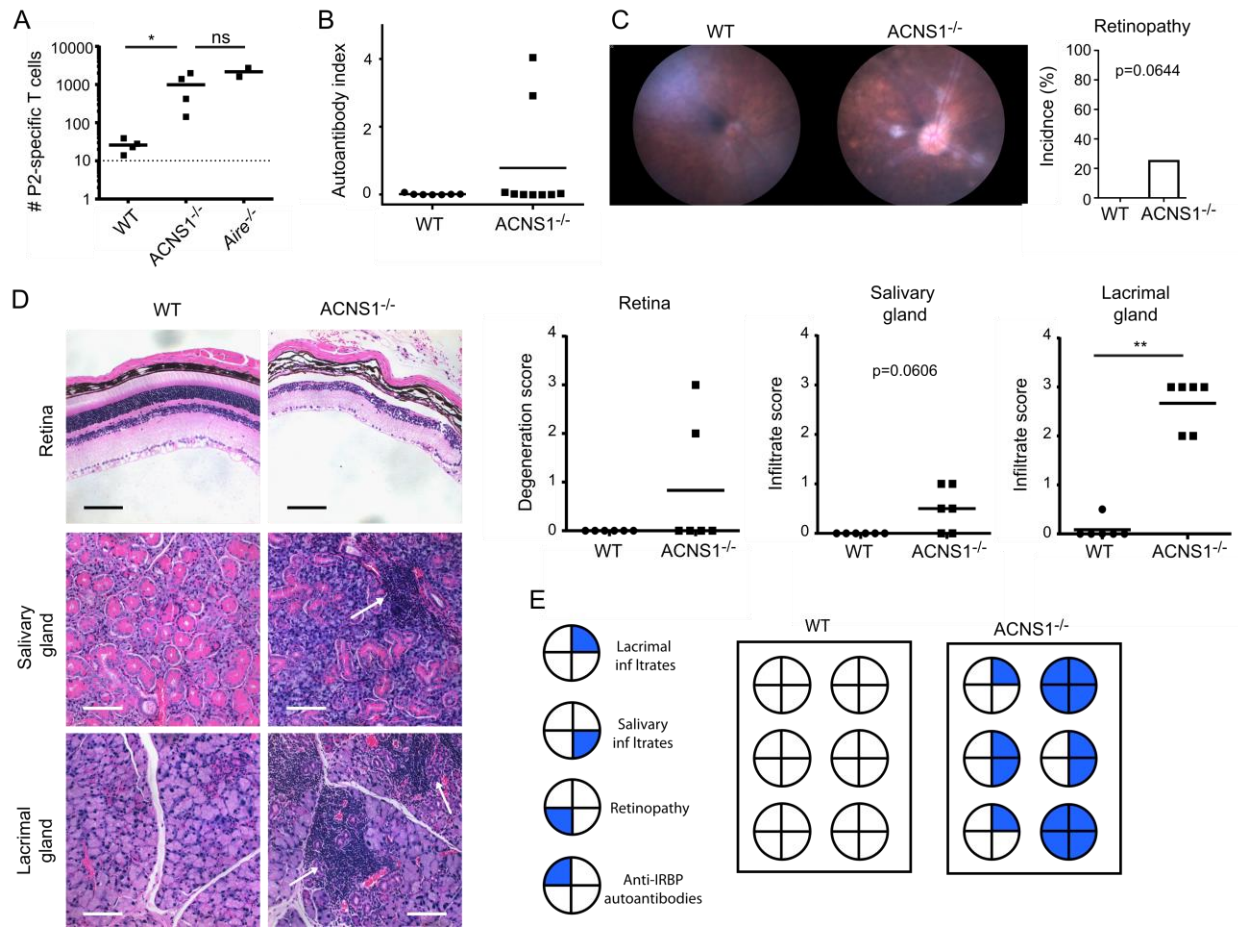 A
* ns
# P2-specific T cells
10000
1000
100
10
1
WT
ACNS1-/-
Aire-/-
B
Autoantibody index
4
2
0
WT
ACNS1-/-
C
WT
ACNS1-/-
Retinopathy
p=0.0644
Incidnce (%)
100
80
60
40
20
0
WT
ACNS1-/-
D
WT
ACNS1-/-
Retina
Salivary
gland
Lacrimal
gland
Retina
Degeneration score
4
3
2
1
0
WT
ACNS1-/-
Salivary
gland
p=0.0606
Infiltrate score
4
3
2
1
0
WT
ACNS1-/-
Lacrimal
gland
**
Infiltrate score
4
3
2
1
0
WT
ACNS1-/-
E
Lacrimal
inf ltrates
Salivary
inf ltrates
Retinopathy
Anti-IRBP
autoantibodies
WT
ACNS1-/-